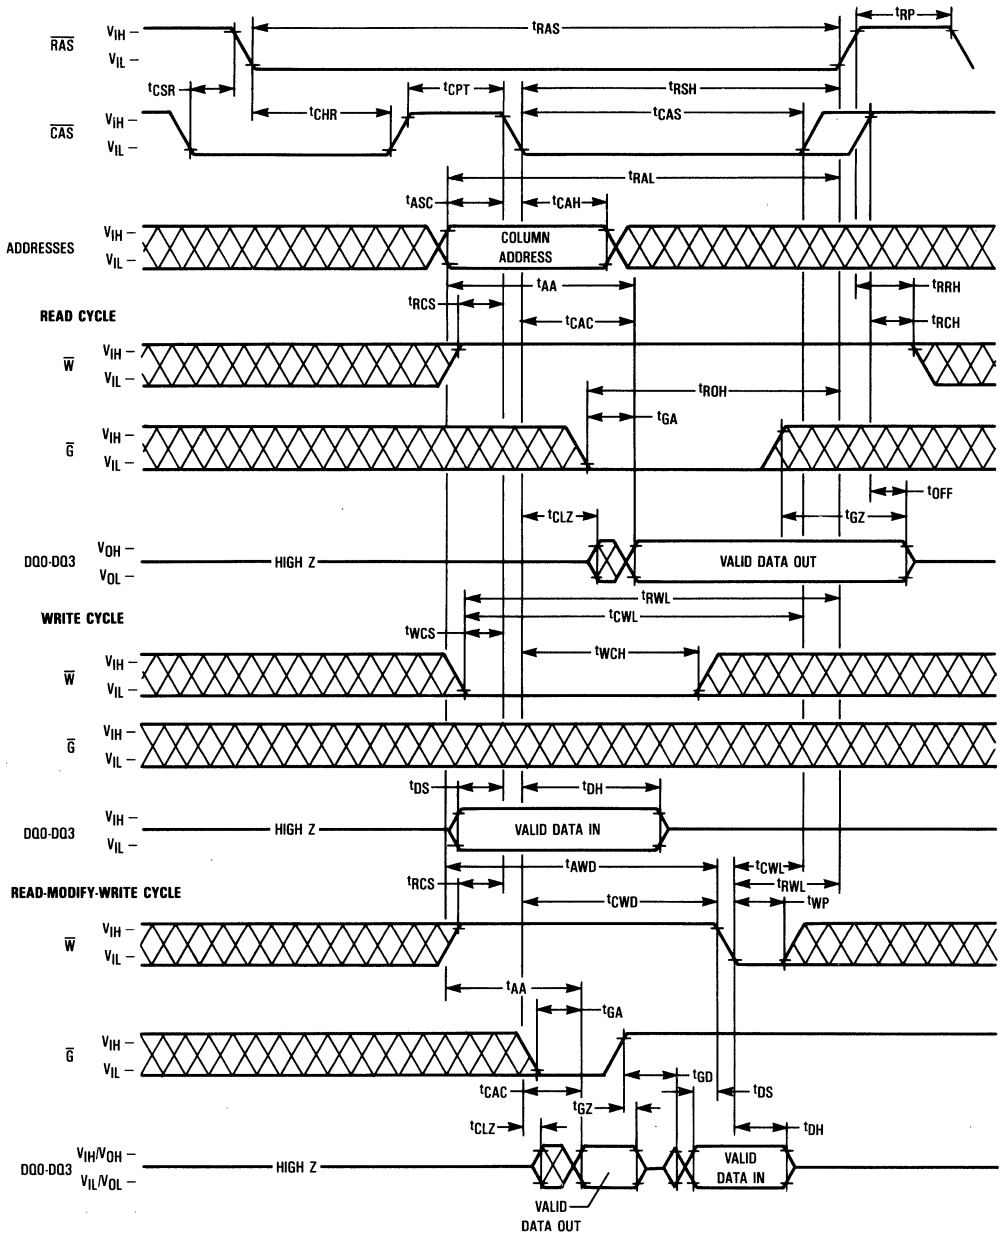 tRP
RAS VIH tRAS
VIL
tCSR tCPT tRSH
tCHR tCAS
CAS VIH
VIL
tRAL
tASC tCAH
ADDRESSES VIH COLUMN
VIL ADDRESS
tAA
tRCS tRRH
READ CYCLE tCAC tRCH
W VIH
VIL
tROH
tGA
G VIH
VIL
tOFF
tCLZ tGZ
DQ0-DQ3 VOH HIGH Z VALID DATA OUT
VOL
tRWL
WRITE CYCLE tCWL
tWCS
tWCH
W VIH
VIL
G VIH
VIL
tDS tDH
DQ0-DQ3 VIH HIGH Z VALID DATA IN
VIL
tAWD tCWL
READ-MODIFY-WRITE CYCLE tRCS tRWL
tCWD tWP
W VIH
VIL
tAA
tGA
G VIH
VIL
tGD
tCAC tDS
tGZ
tCLZ tDH
DQ0-DQ3 VIH/VOH HIGH Z VALID
VIL/VOL DATA IN
VALID
DATA OUT